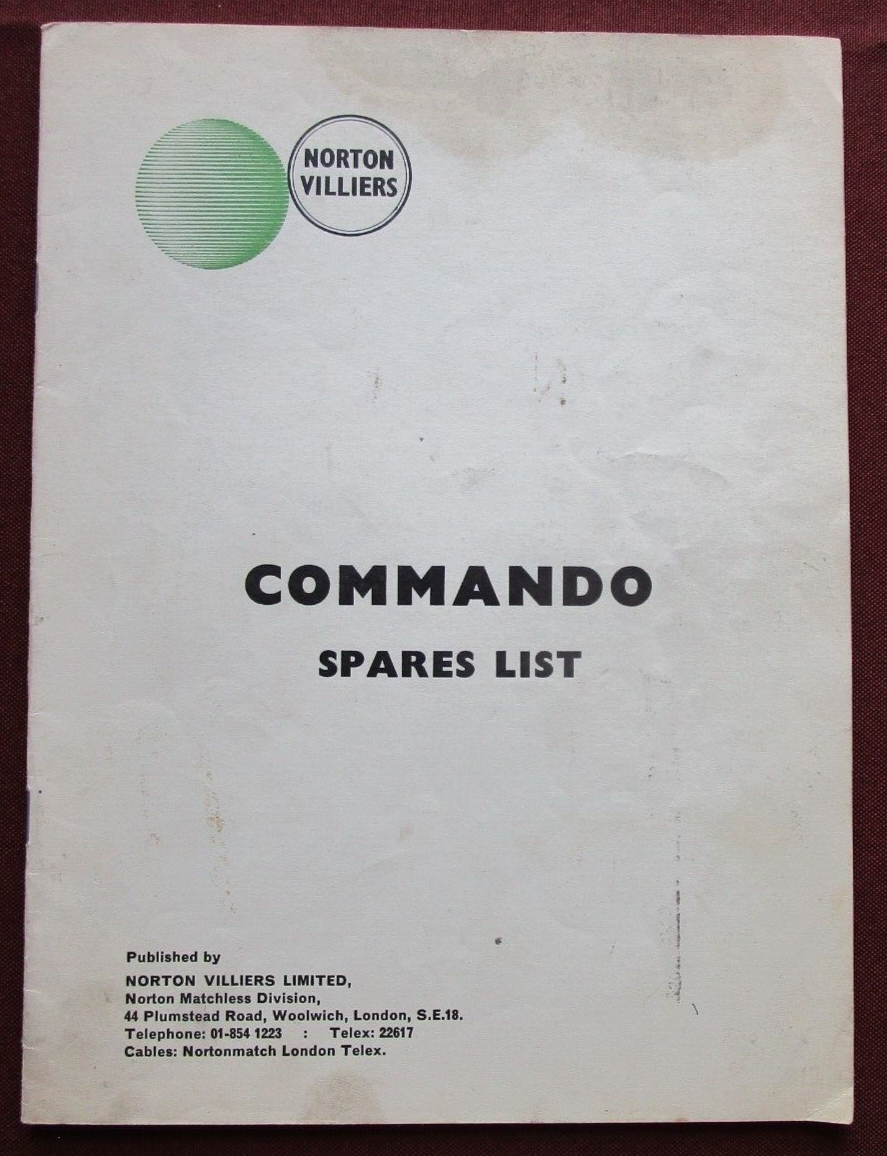 NORTON
VILLIERS
COMMANDO
SPARES LIST
Published by
NORTON VILLIERS LIMITED,
Norton Matchless Division,
44 Plumstead Road, Woolwich, London, S.E.18.
Telephone: 01-854 1223 : Telex: 22617
Cables: Nortonmatch London Telex.